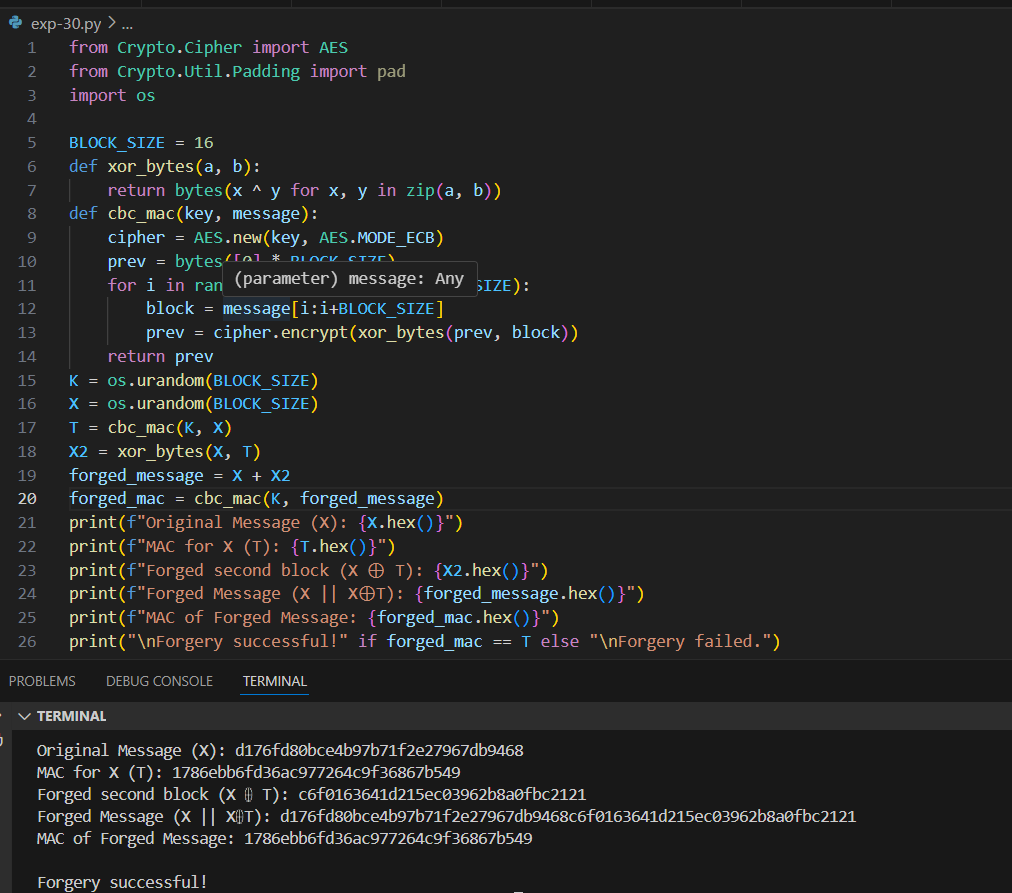 exp-30.py > ...
1 from Crypto.Cipher import AES
2 from Crypto.Util.Padding import pad
3 import os
4
5 BLOCK_SIZE = 16
6 def xor_bytes(a, b):
7     return bytes(x ^ y for x, y in zip(a, b))
8 def cbc_mac(key, message):
9     cipher = AES.new(key, AES.MODE_ECB)
10     prev = bytes([0] * BLOCK_SIZE)
(parameter) message: Any
11     for i in ran SIZE):
12         block = message[i:i+BLOCK_SIZE]
13         prev = cipher.encrypt(xor_bytes(prev, block))
14     return prev
15 K = os.urandom(BLOCK_SIZE)
16 X = os.urandom(BLOCK_SIZE)
17 T = cbc_mac(K, X)
18 X2 = xor_bytes(X, T)
19 forged_message = X + X2
20 forged_mac = cbc_mac(K, forged_message)
21 print(f"Original Message (X): {X.hex()}")
22 print(f"MAC for X (T): {T.hex()}")
23 print(f"Forged second block (X ⊕ T): {X2.hex()}")
24 print(f"Forged Message (X || X⊕T): {forged_message.hex()}")
25 print(f"MAC of Forged Message: {forged_mac.hex()}")
26 print("\nForgery successful!" if forged_mac == T else "\nForgery failed.")
PROBLEMS DEBUG CONSOLE TERMINAL
TERMINAL
Original Message (X): d176fd80bce4b97b71f2e27967db9468
MAC for X (T): 1786ebb6fd36ac977264c9f36867b549
Forged second block (X ⊕ T): c6f0163641d215ec03962b8a0fbc2121
Forged Message (X || X⊕T): d176fd80bce4b97b71f2e27967db9468c6f0163641d215ec03962b8a0fbc2121
MAC of Forged Message: 1786ebb6fd36ac977264c9f36867b549
Forgery successful!